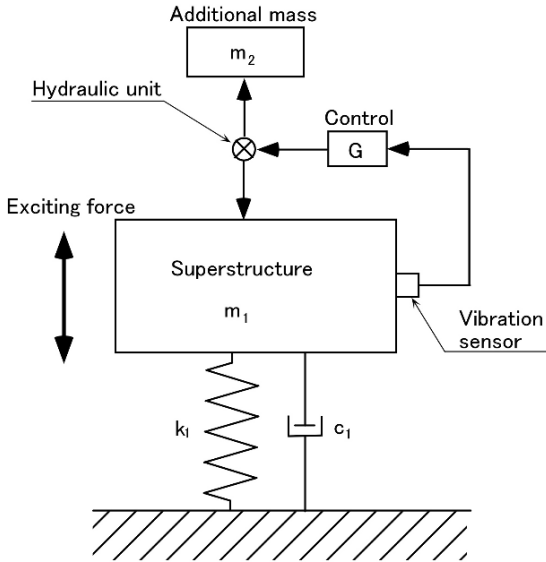 Additional mass
m2
Hydraulic unit
Control
G
Exciting force
Superstructure
m1
Vibration
sensor
k1
c1